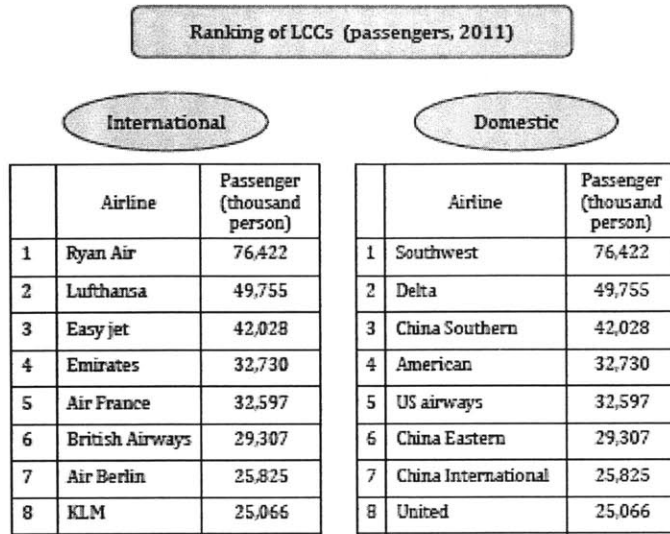 Ranking of LCCs (passengers, 2011)
International
Airline Passenger (thousand person)
1 Ryan Air 76,422
2 Lufthansa 49,755
3 Easy jet 42,028
4 Emirates 32,730
5 Air France 32,597
6 British Airways 29,307
7 Air Berlin 25,825
8 KLM 25,066
Domestic
Airline Passenger (thousand person)
1 Southwest 76,422
2 Delta 49,755
3 China Southern 42,028
4 American 32,730
5 US airways 32,597
6 China Eastern 29,307
7 China International 25,825
8 United 25,066